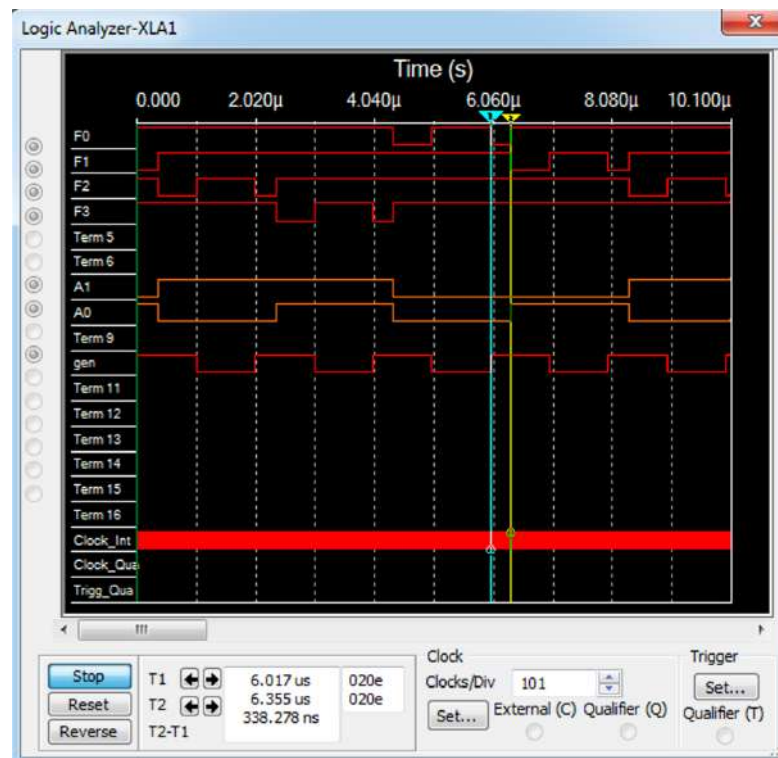 Logic Analyzer-XLA1
Time (s)
0.000 2.020µ 4.040µ 6.060µ 8.080µ 10.100µ
F0
F1
F2
F3
Term 5
Term 6
A1
A0
Term 9
gen
Term 11
Term 12
Term 13
Term 14
Term 15
Term 16
Clock_Int
Clock_Qua
Trigg_Qua
Stop
Reset
Reverse
T1 6.017 us 020e
T2 6.355 us 020e
T2-T1 338.278 ns
Clock
Clocks/Div 101
Set... External (C) Qualifier (Q)
Trigger
Set...
Qualifier (T)